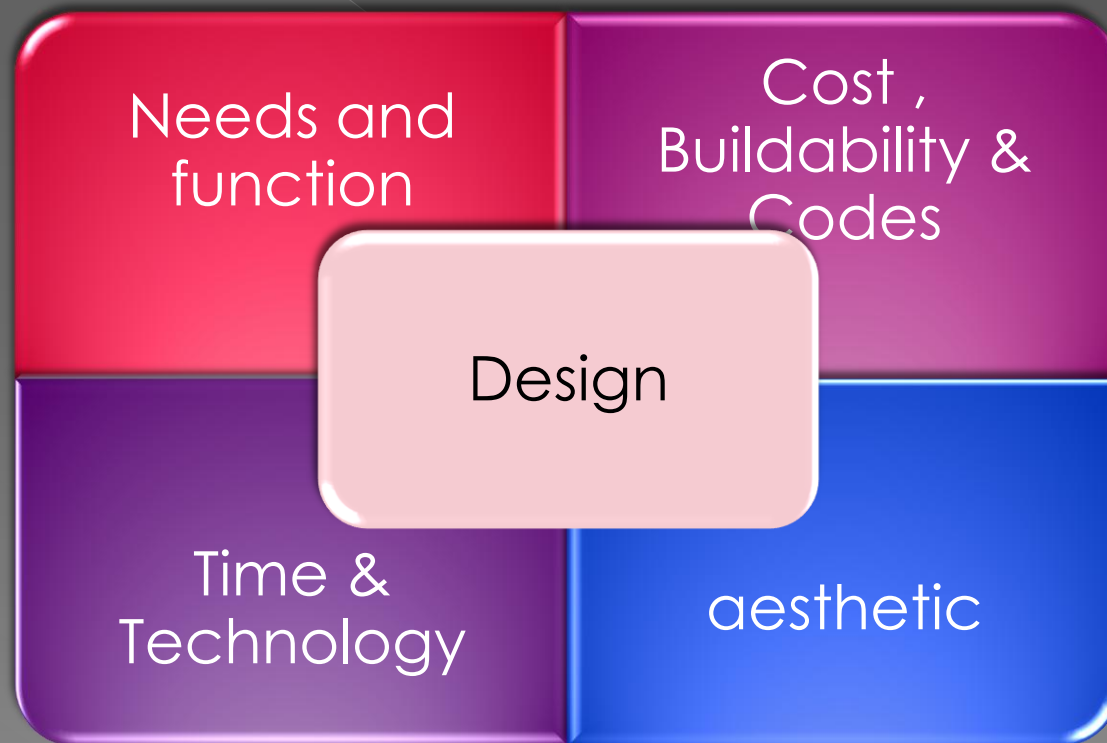 Needs and
function
Cost ,
Buildability &
Codes
Design
Time &
Technology
aesthetic